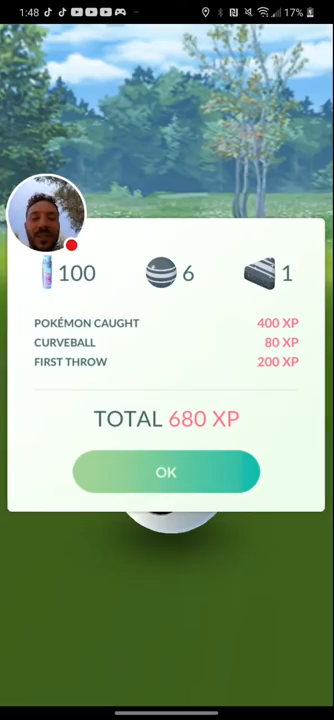 1:48
17%
100 6 1
POKÉMON CAUGHT 400 XP
CURVEBALL 80 XP
FIRST THROW 200 XP
TOTAL 680 XP
OK